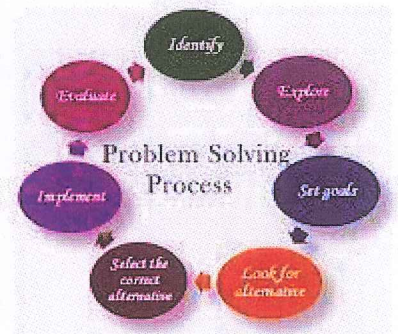 Identify
Explore
Set goals
Look for
alternative
Select the
correct
alternative
Implement
Evaluate
Problem Solving
Process